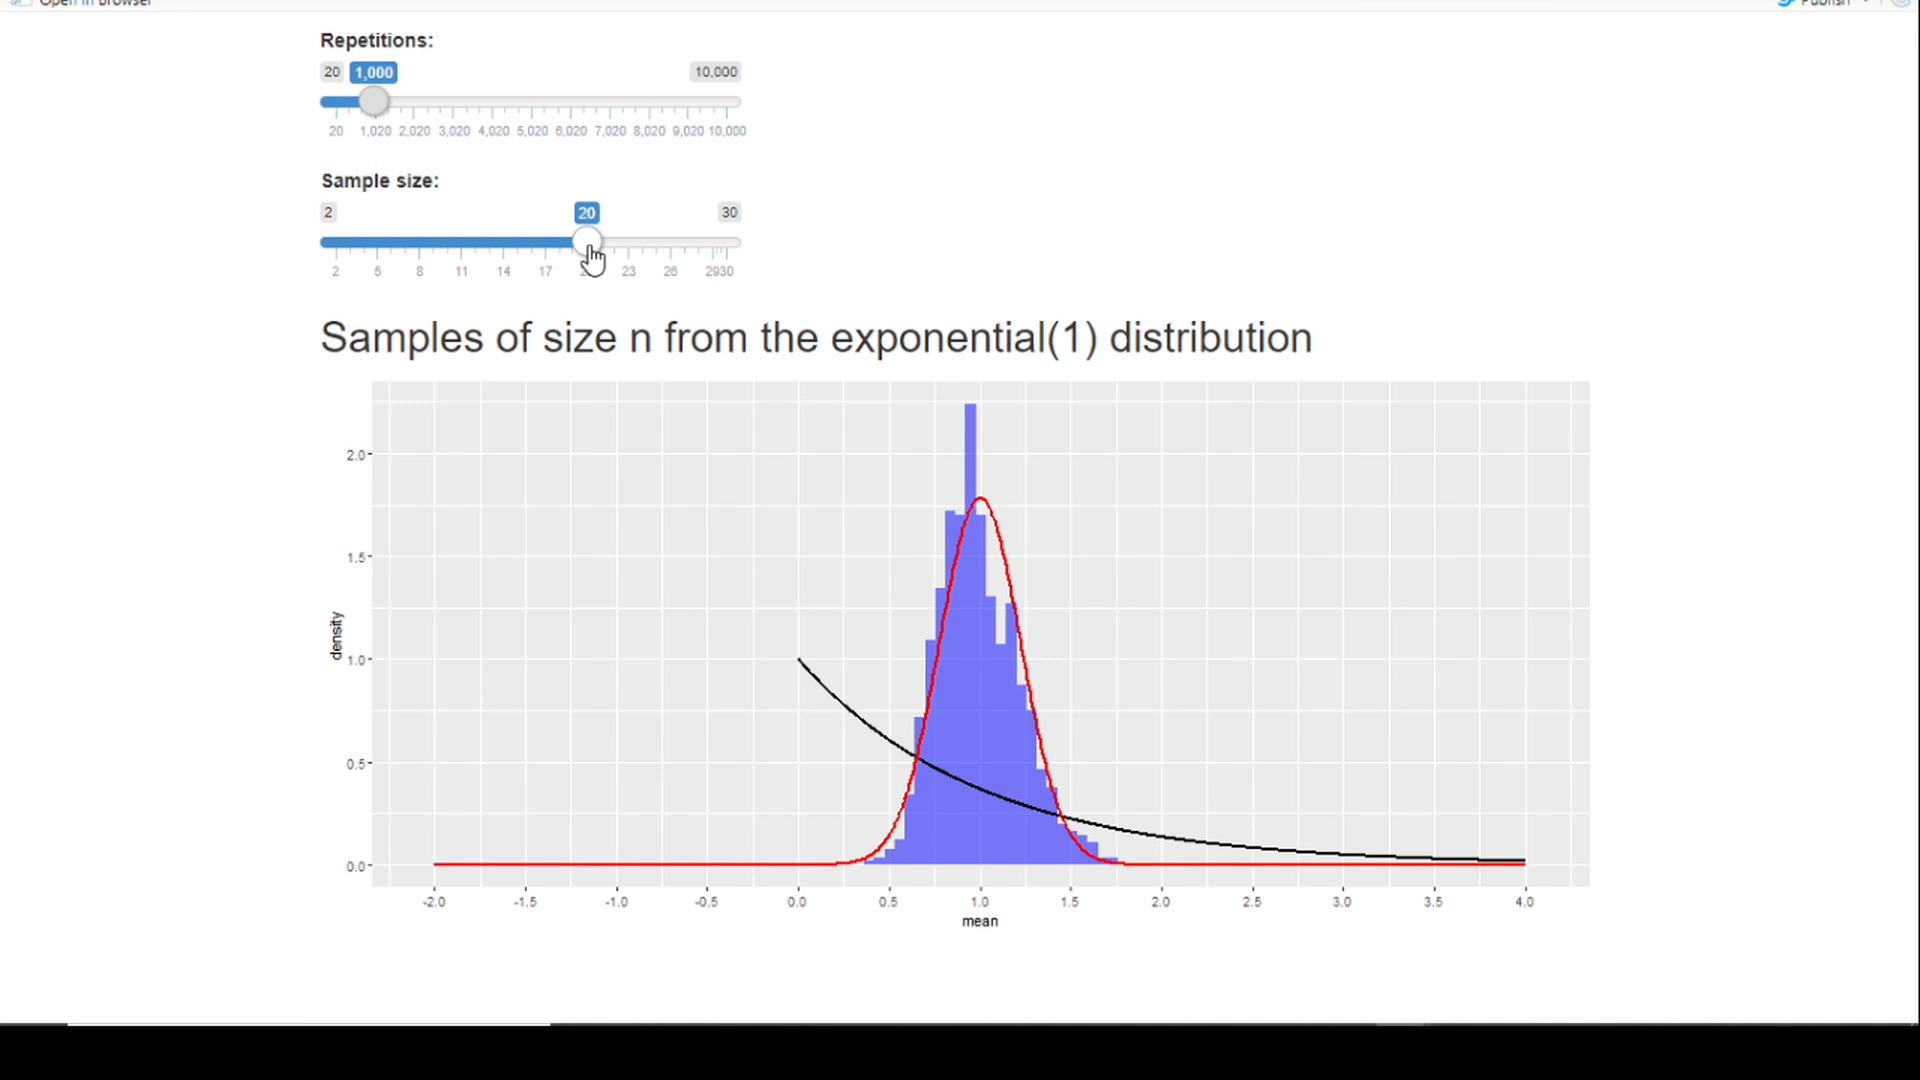 Open in Browser
Publish
Repetitions:
20 1,000 10,000
20 1,020 2,020 3,020 4,020 5,020 6,020 7,020 8,020 9,020 10,000
Sample size:
2 20 30
2 5 8 11 14 17 23 26 2930
Samples of size n from the exponential(1) distribution
density
2.0
1.5
1.0
0.5
0.0
-2.0 -1.5 -1.0 -0.5 0.0 0.5 1.0 1.5 2.0 2.5 3.0 3.5 4.0
mean